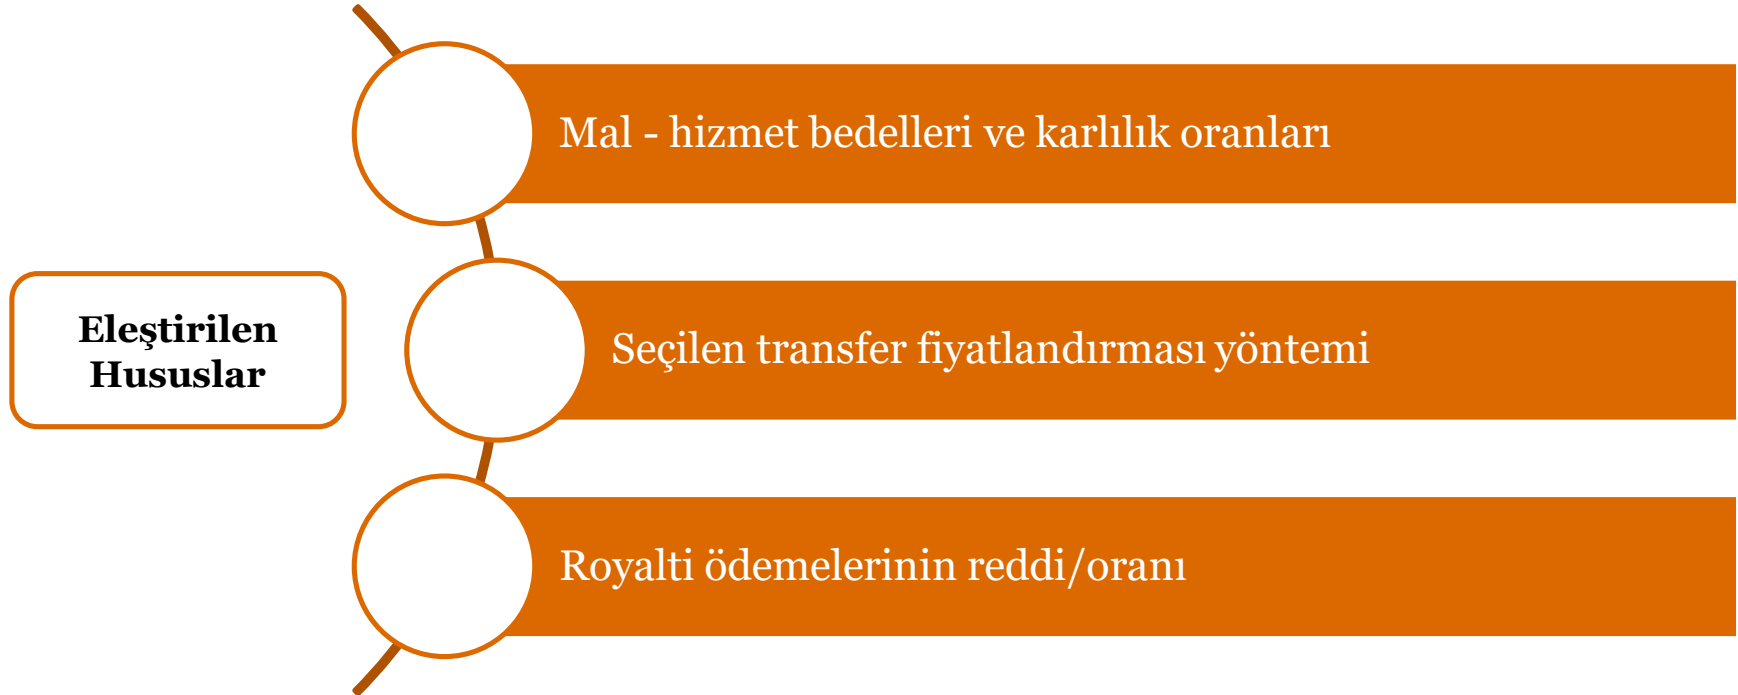 Eleştirilen
Hususlar
Mal - hizmet bedelleri ve karlılık oranları
Seçilen transfer fiyatlandırması yöntemi
Royalti ödemelerinin reddi/oranı